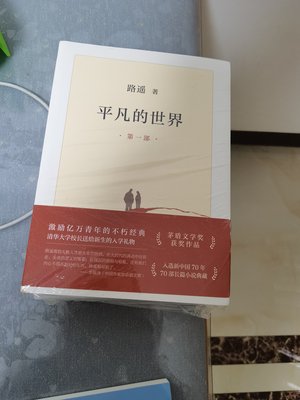 路遥 著
平凡的世界
·第一部·
激励亿万青年的不朽经典
清华大学校长送给新生的入学礼物
茅盾文学奖
获奖作品
入选新中国70年
70部长篇小说典藏